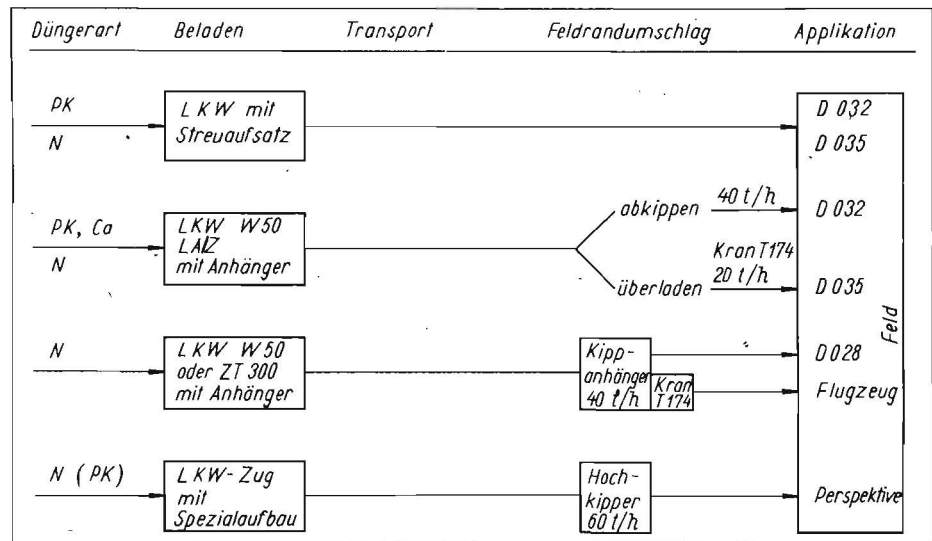 Düngerart Beladen Transport Feldrandumschlag Applikation
PK
N
LKW mit
Streuaufsatz
D 032
D 035
PK, Ca
N
LKW W50
LAIZ
mit Anhänger
abkippen 40 t/h
D 032
überladen Kran T174
20 t/h
D 035
Feld
N
LKW W50
oder ZT 300
mit Anhänger
Kipp-
anhänger
40 t/h
Kran
T174
D 028
Flugzeug
N (PK)
LKW-Zug
mit
Spezialaufbau
Hoch-
kipper
60 t/h
Perspektive